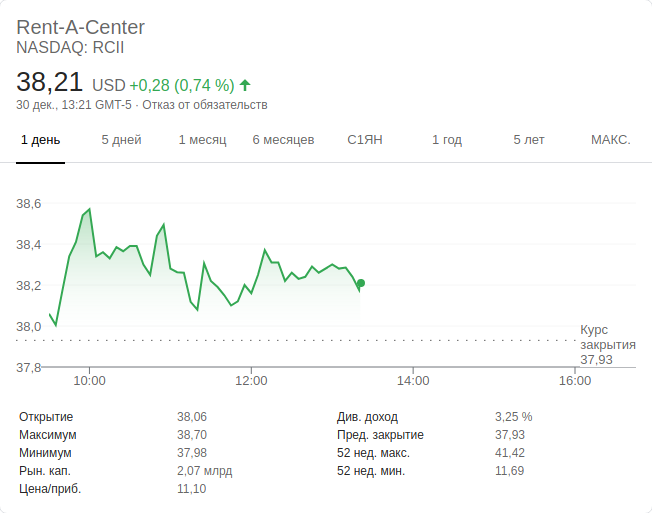 Rent-A-Center
NASDAQ: RCII
38,21 USD +0,28 (0,74 %)
30 дек., 13:21 GMT-5 · Отказ от обязательств
1 день 5 дней 1 месяц 6 месяцев С1ЯН 1 год 5 лет МАКС.
38,6
38,4
38,2
38,0
Курс
закрытия
37,93
37,8
10:00 12:00 14:00 16:00
Открытие 38,06 Див. доход 3,25 %
Максимум 38,70 Пред. закрытие 37,93
Минимум 37,98 52 нед. макс. 41,42
Рын. кап. 2,07 млрд 52 нед. мин. 11,69
Цена/приб. 11,10